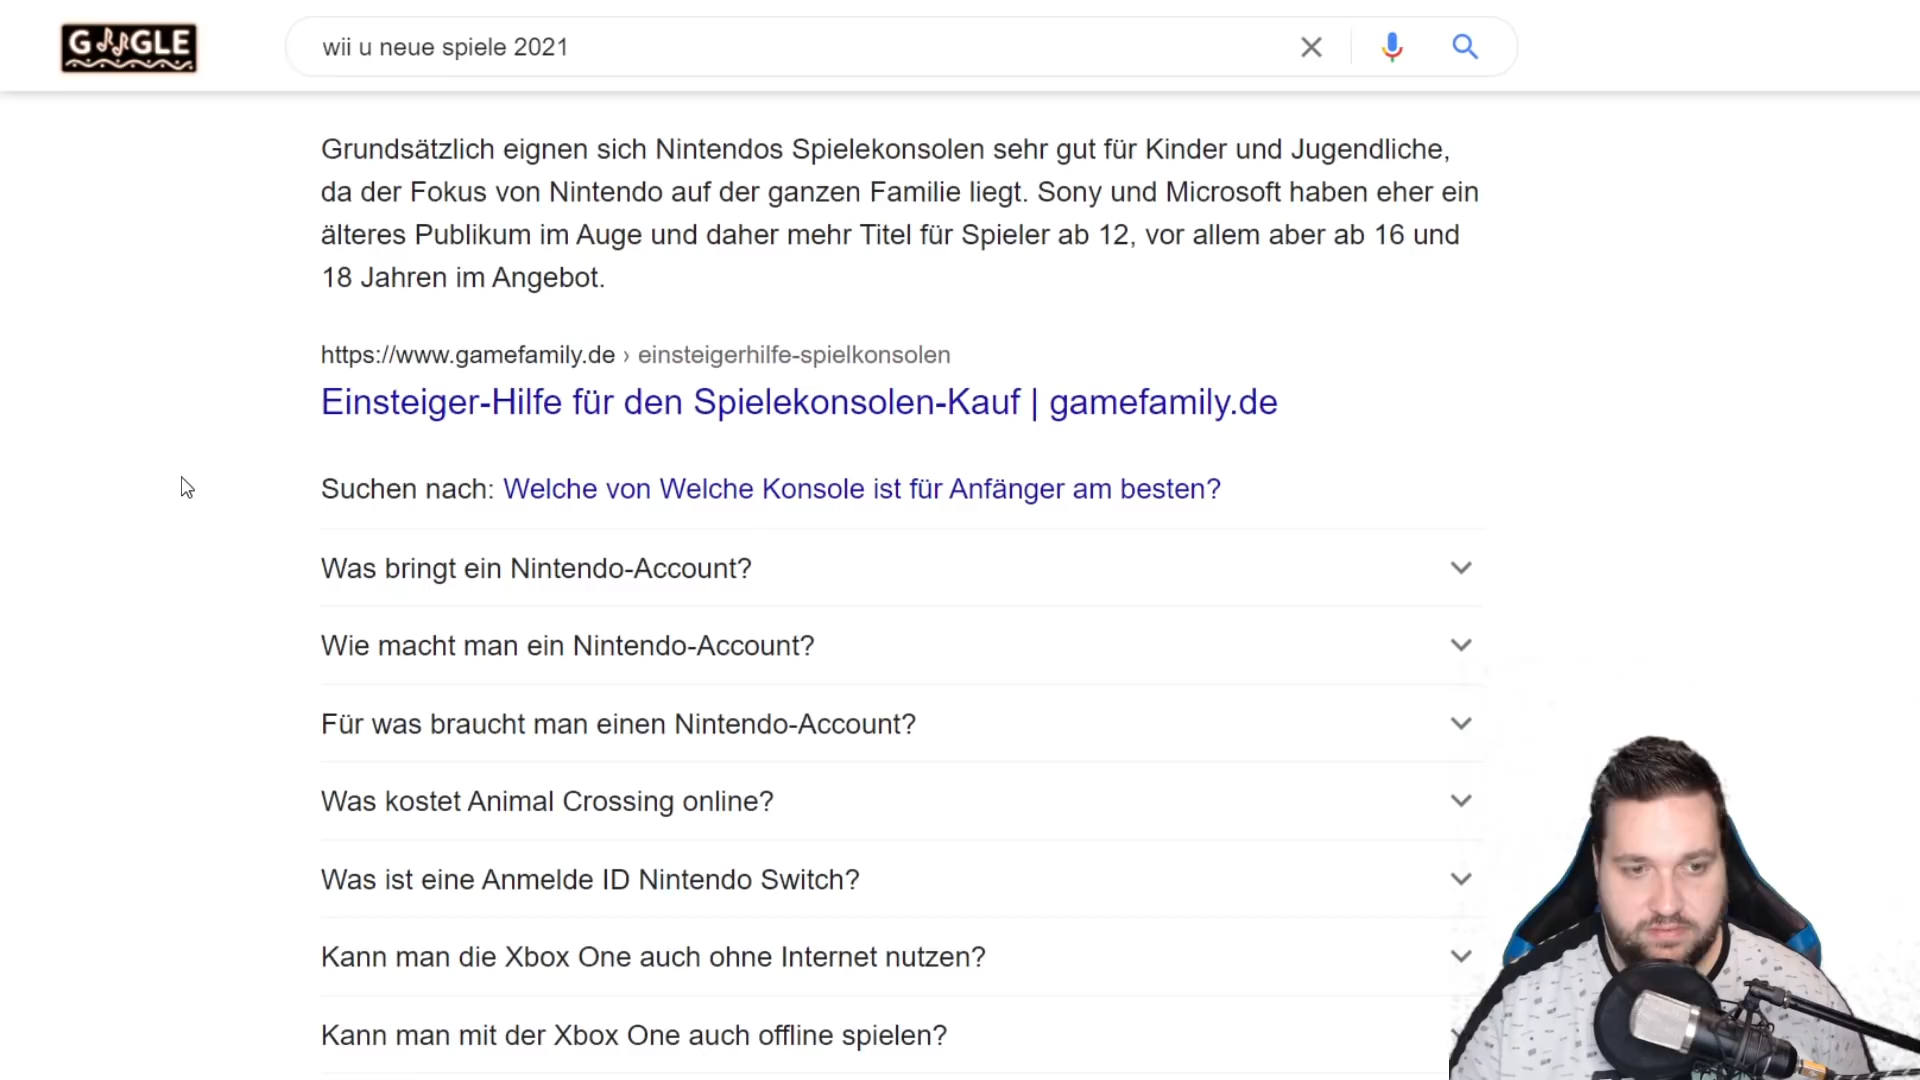 GOOGLE
wii u neue spiele 2021
Grundsätzlich eignen sich Nintendos Spielekonsolen sehr gut für Kinder und Jugendliche,
da der Fokus von Nintendo auf der ganzen Familie liegt. Sony und Microsoft haben eher ein
älteres Publikum im Auge und daher mehr Titel für Spieler ab 12, vor allem aber ab 16 und
18 Jahren im Angebot.
https://www.gamefamily.de › einsteigerhilfe-spielkonsolen
Einsteiger-Hilfe für den Spielekonsolen-Kauf | gamefamily.de
Suchen nach: Welche von Welche Konsole ist für Anfänger am besten?
Was bringt ein Nintendo-Account?
Wie macht man ein Nintendo-Account?
Für was braucht man einen Nintendo-Account?
Was kostet Animal Crossing online?
Was ist eine Anmelde ID Nintendo Switch?
Kann man die Xbox One auch ohne Internet nutzen?
Kann man mit der Xbox One auch offline spielen?